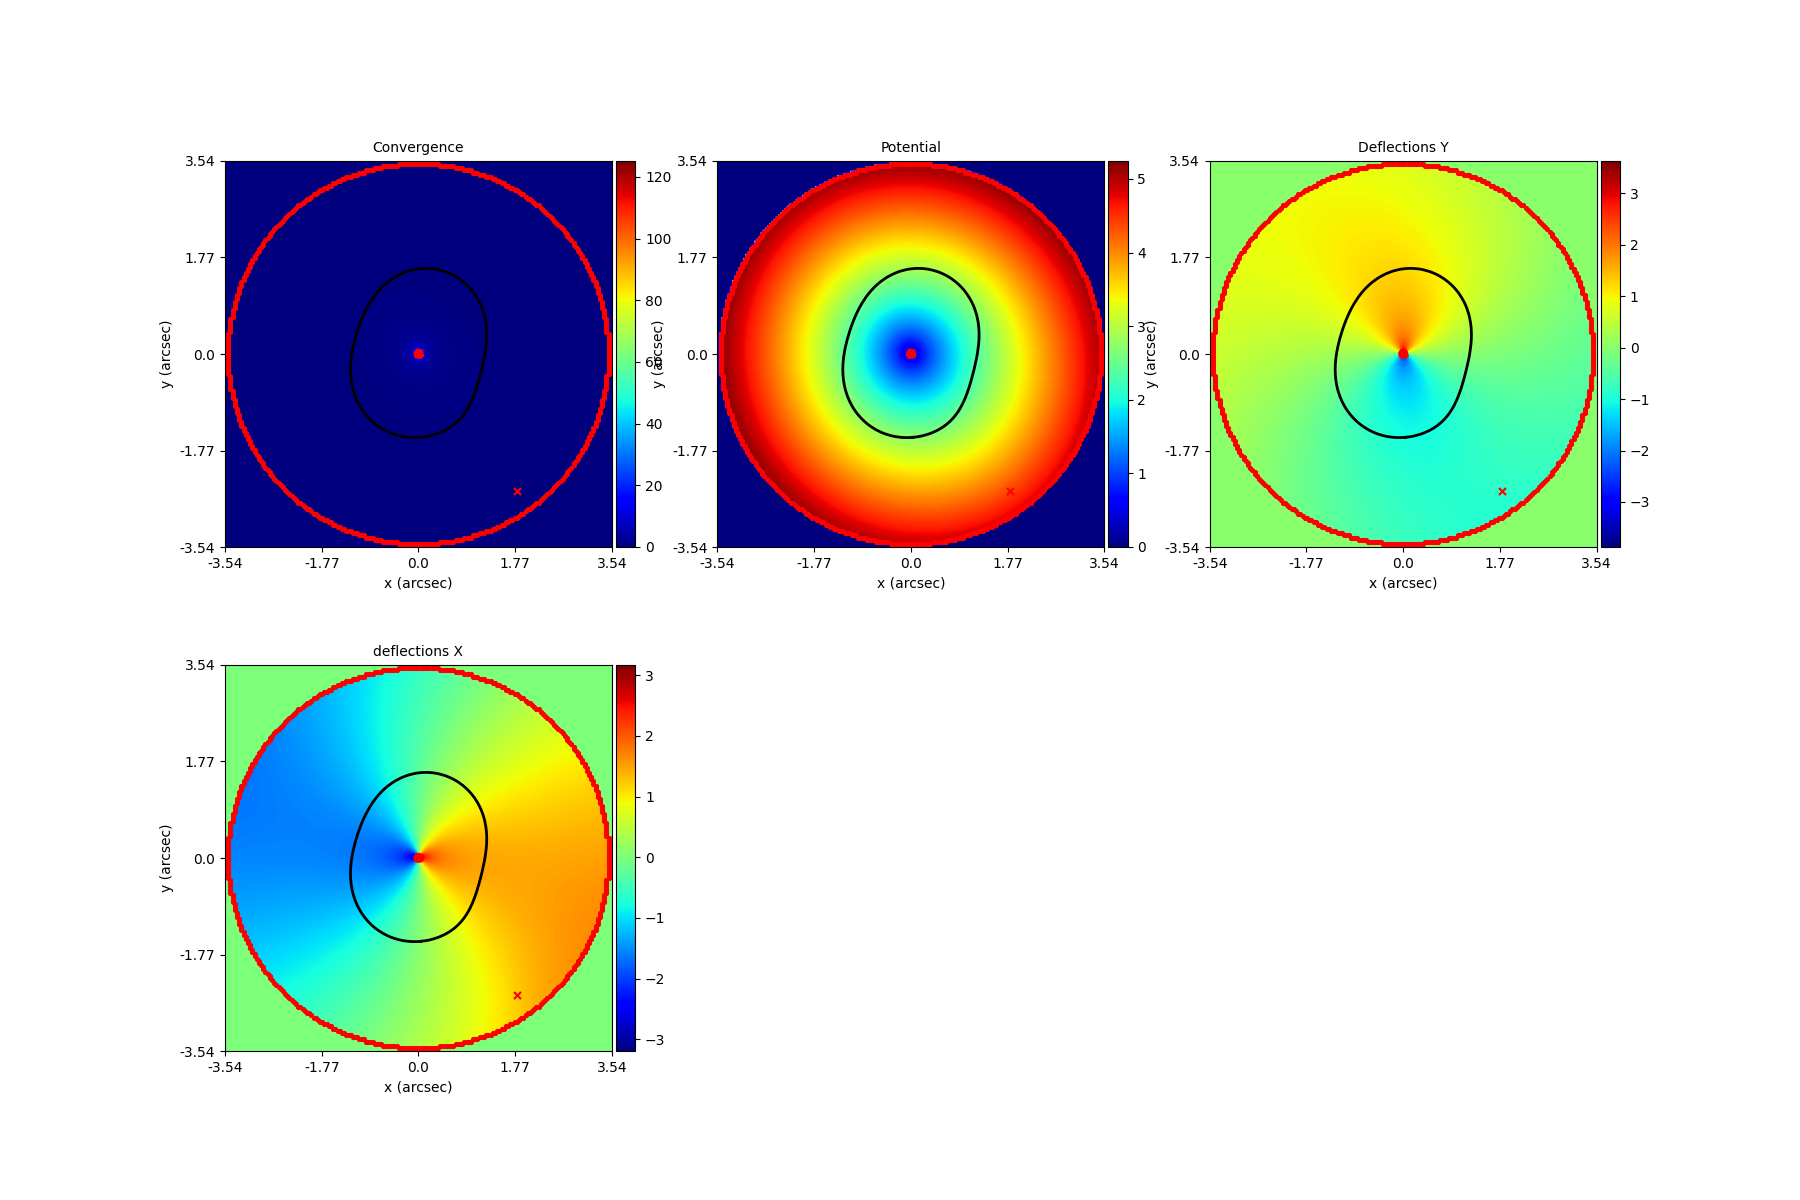 Convergence
3.54
1.77
0.0
-1.77
-3.54
y (arcsec)
-3.54 -1.77 0.0 1.77 3.54
x (arcsec)
120
100
80
60
40
20
0
Potential
3.54
1.77
0.0
-1.77
-3.54
y (arcsec)
-3.54 -1.77 0.0 1.77 3.54
x (arcsec)
5
4
3
2
1
0
Deflections Y
3.54
1.77
0.0
-1.77
-3.54
y (arcsec)
-3.54 -1.77 0.0 1.77 3.54
x (arcsec)
3
2
1
0
−1
−2
−3
deflections X
3.54
1.77
0.0
-1.77
-3.54
y (arcsec)
-3.54 -1.77 0.0 1.77 3.54
x (arcsec)
3
2
1
0
−1
−2
−3